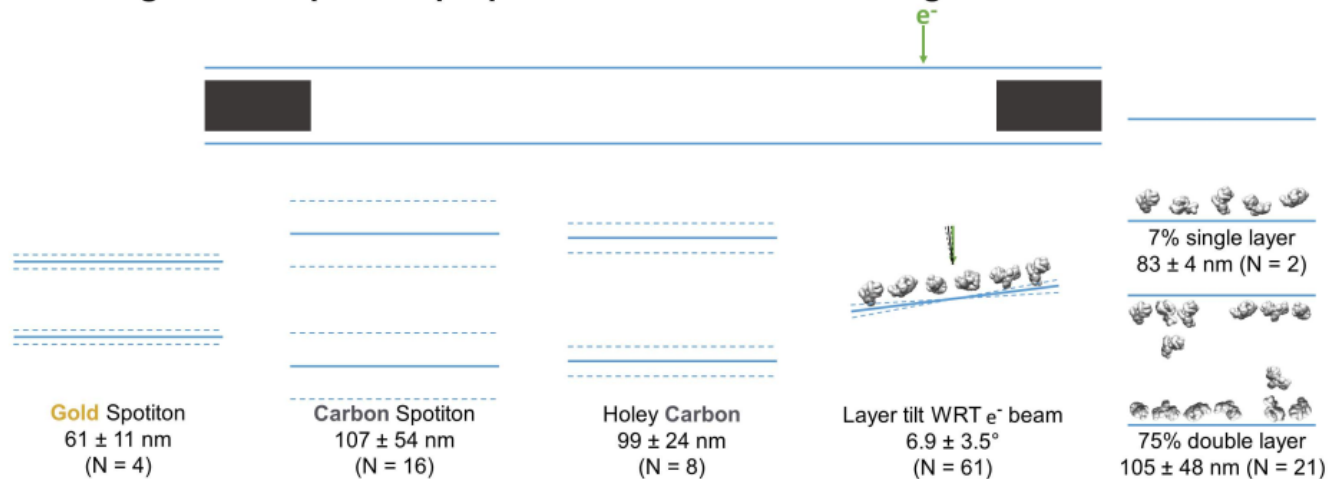 e-
7% single layer
83 ± 4 nm (N = 2)
Gold Spotiton
61 ± 11 nm
(N = 4)
Carbon Spotiton
107 ± 54 nm
(N = 16)
Holey Carbon
99 ± 24 nm
(N = 8)
Layer tilt WRT e- beam
6.9 ± 3.5°
(N = 61)
75% double layer
105 ± 48 nm (N = 21)